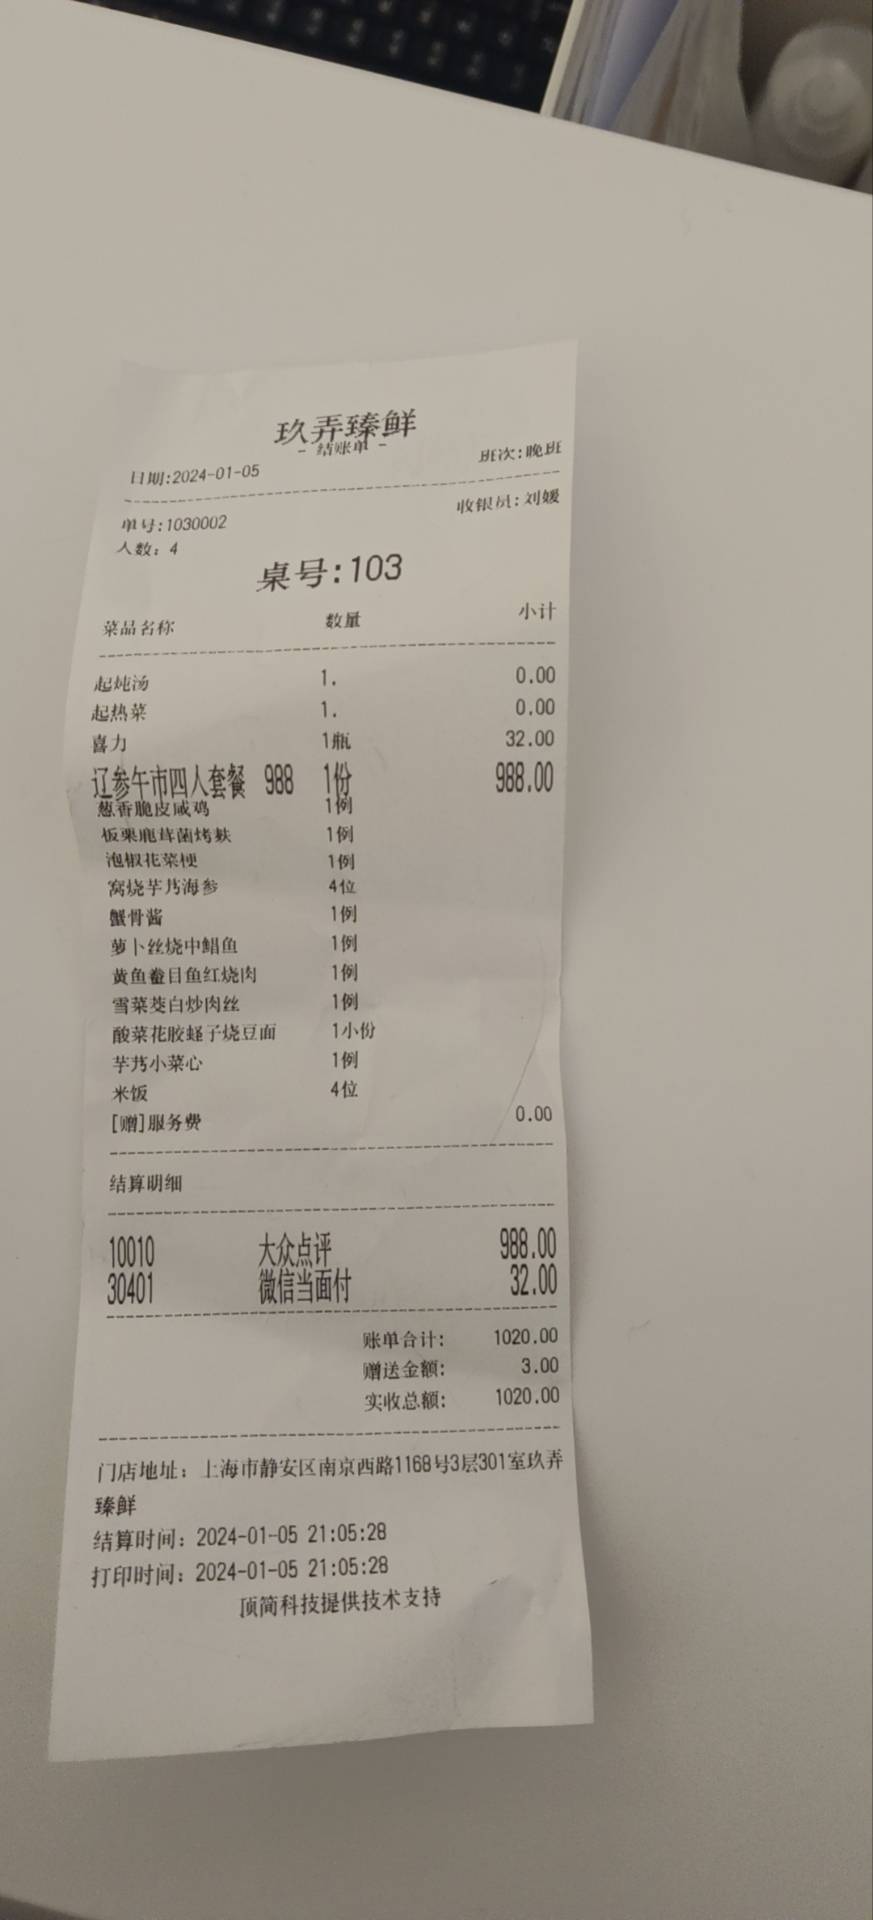 玖弄臻鲜
- 结账单 -
日期:2024-01-05 班次:晚班
单号:1030002 收银员:刘媛
人数: 4
桌号:103
菜品名称 数量 小计
起炖汤 1. 0.00
起热菜 1. 0.00
喜力 1瓶 32.00
辽参午市四人套餐 988 1份 988.00
葱香脆皮咸鸡 1例
板栗鹿茸菌烤麸 1例
泡椒花菜梗 1例
窝烧芋艿海参 4位
蟹骨酱 1例
萝卜丝烧中鲳鱼 1例
黄鱼鲞目鱼红烧肉 1例
雪菜茭白炒肉丝 1例
酸菜花胶蛏子烧豆面 1小份
芋艿小菜心 1例
米饭 4位
[赠]服务费 0.00
结算明细
10010 大众点评 988.00
30401 微信当面付 32.00
账单合计: 1020.00
赠送金额: 3.00
实收总额: 1020.00
门店地址: 上海市静安区南京西路1168号3层301室玖弄
臻鲜
结算时间: 2024-01-05 21:05:28
打印时间: 2024-01-05 21:05:28
顶简科技提供技术支持